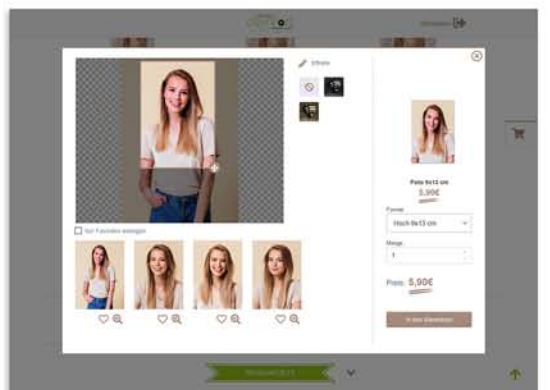 Effekte
Foto 9x13 cm
5,90€
Format
Hoch 9x13 cm
Menge
1
Preis: 5,90€
Nur Favoriten anzeigen
In den Warenkorb